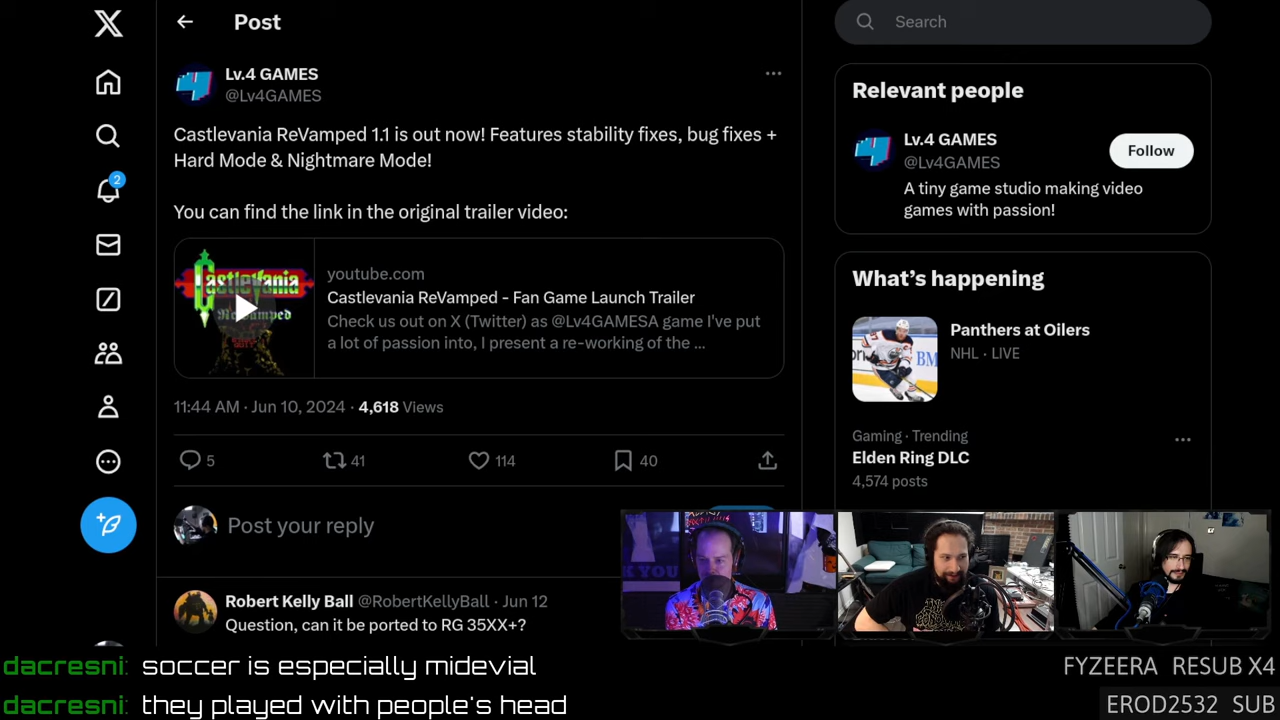 Post
Search
Lv.4 GAMES
@Lv4GAMES
Castlevania ReVamped 1.1 is out now! Features stability fixes, bug fixes +
Hard Mode & Nightmare Mode!
You can find the link in the original trailer video:
Castlevania
ReVamped
youtube.com
Castlevania ReVamped - Fan Game Launch Trailer
Check us out on X (Twitter) as @Lv4GAMESA game I've put
a lot of passion into, I present a re-working of the ...
11:44 AM · Jun 10, 2024 · 4,618 Views
5
41
114
40
Post your reply
Robert Kelly Ball @RobertKellyBall · Jun 12
Question, can it be ported to RG 35XX+?
2
Relevant people
Lv.4 GAMES
@Lv4GAMES
Follow
A tiny game studio making video
games with passion!
What's happening
Panthers at Oilers
NHL · LIVE
Gaming · Trending
Elden Ring DLC
4,574 posts
dacresni: soccer is especially midevial
dacresni: they played with people's head
FYZEERA RESUB X4
EROD2532 SUB